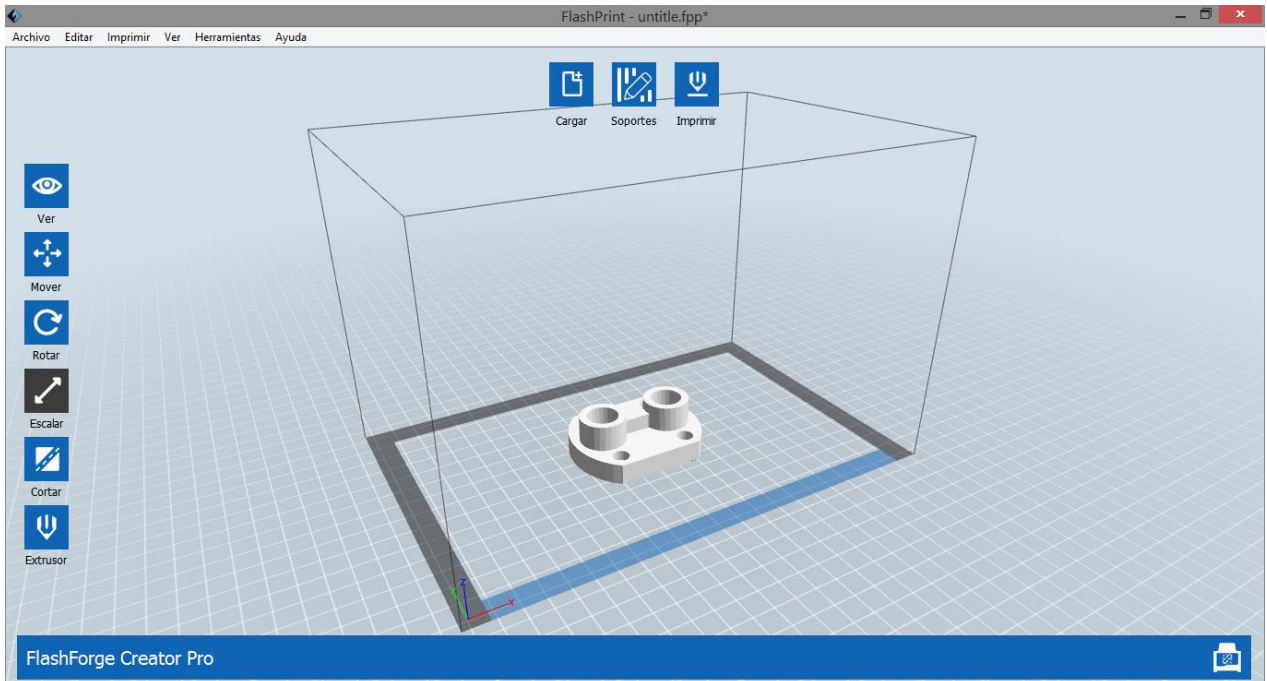 FlashPrint - untitle.fpp*
Archivo Editar Imprimir Ver Herramientas Ayuda
Cargar Soportes Imprimir
Ver
Mover
Rotar
Escalar
Cortar
Extrusor
Z
X
FlashForge Creator Pro